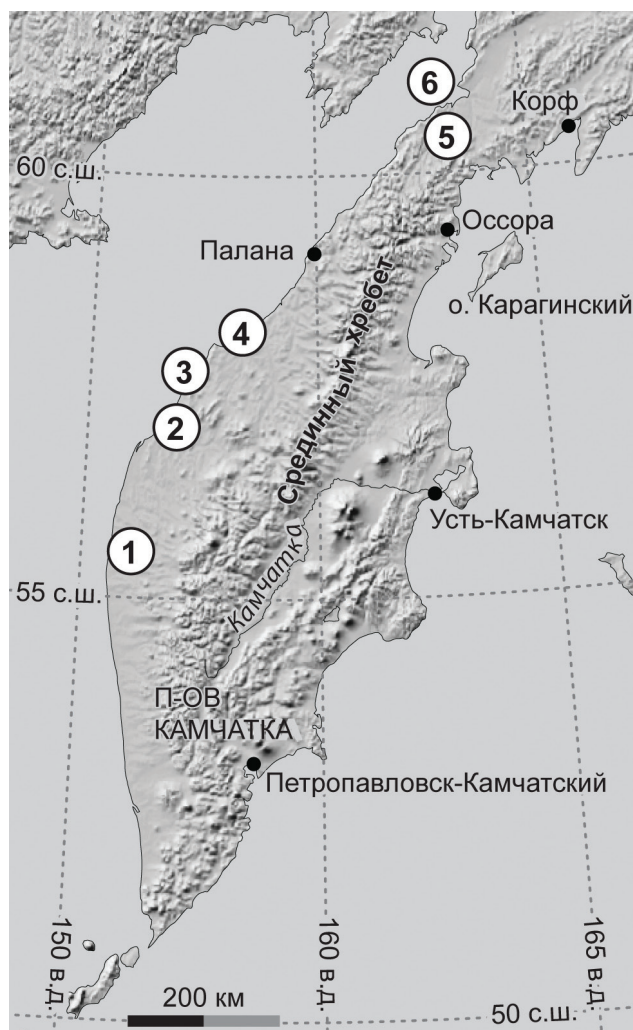 6
Корф
5
60 с.ш.
Оссора
Палана
о. Карагинский
4
3
2
Срединный хребет
Усть-Камчатск
1
Камчатка
55 с.ш.
П-ОВ
КАМЧАТКА
Петропавловск-Камчатский
150 в.д.
160 в.д.
165 в.д.
200 км
50 с.ш.